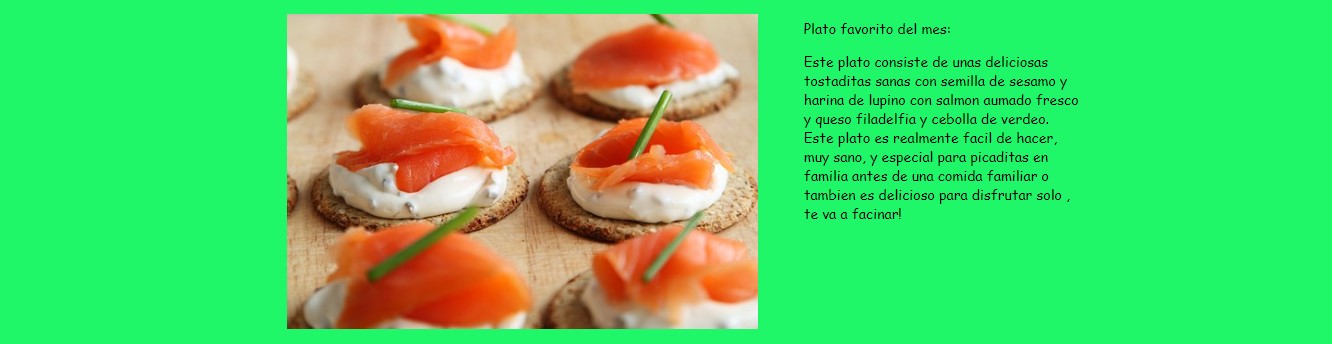 Plato favorito del mes:
Este plato consiste de unas deliciosas
tostaditas sanas con semilla de sesamo y
harina de lupino con salmon aumado fresco
y queso filadelfia y cebolla de verdeo.
Este plato es realmente facil de hacer,
muy sano, y especial para picaditas en
familia antes de una comida familiar o
tambien es delicioso para disfrutar solo ,
te va a facinar!